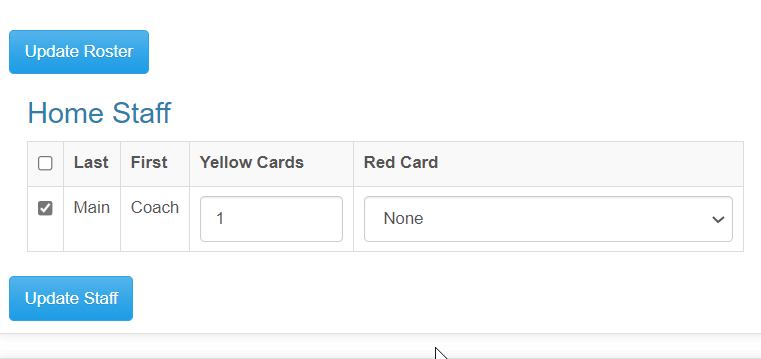 Update Roster
Home Staff
Last First Yellow Cards Red Card
Main Coach 1 None
Update Staff